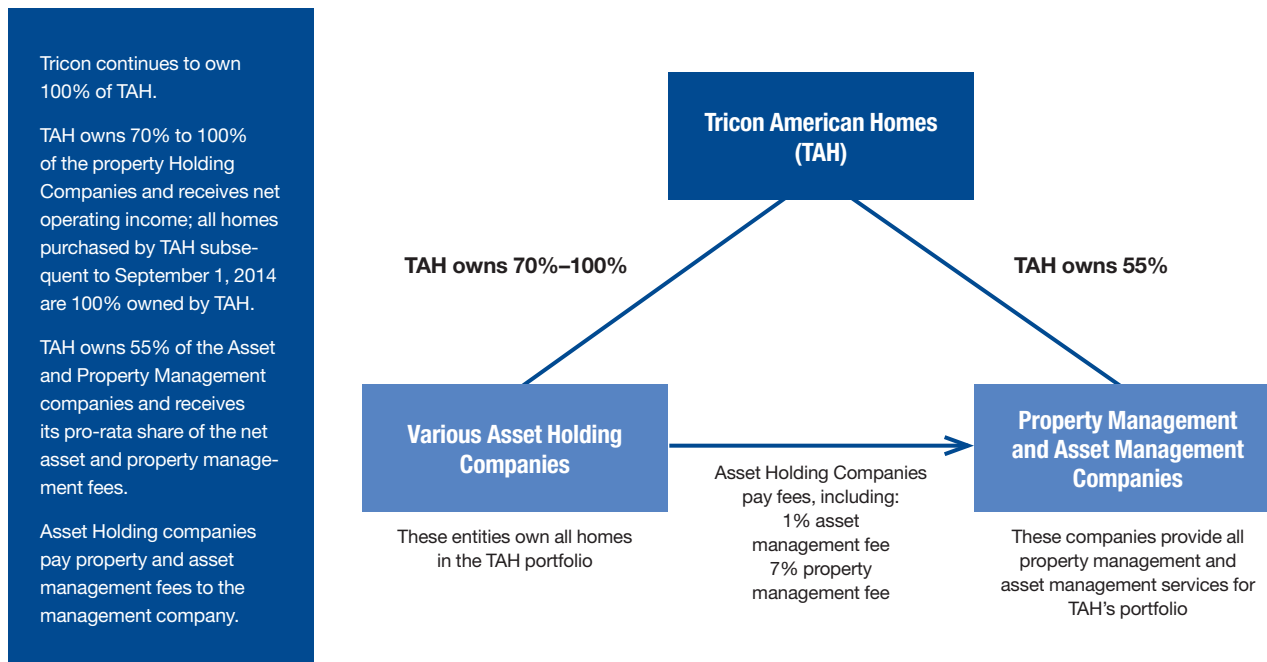 Tricon continues to own
100% of TAH.
TAH owns 70% to 100%
of the property Holding
Companies and receives net
operating income; all homes
purchased by TAH subse-
quent to September 1, 2014
are 100% owned by TAH.
TAH owns 55% of the Asset
and Property Management
companies and receives
its pro-rata share of the net
asset and property manage-
ment fees.
Asset Holding companies
pay property and asset
management fees to the
management company.
Tricon American Homes
(TAH)
TAH owns 70%–100%
TAH owns 55%
Various Asset Holding
Companies
These entities own all homes
in the TAH portfolio
Asset Holding Companies
pay fees, including:
1% asset
management fee
7% property
management fee
Property Management
and Asset Management
Companies
These companies provide all
property management and
asset management services for
TAH’s portfolio